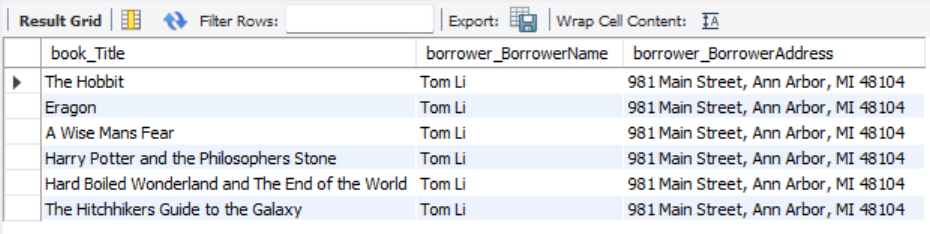 Result Grid Filter Rows: Export: Wrap Cell Content: IA
book_Title borrower_BorrowerName borrower_BorrowerAddress
The Hobbit Tom Li 981 Main Street, Ann Arbor, MI 48104
Eragon Tom Li 981 Main Street, Ann Arbor, MI 48104
A Wise Mans Fear Tom Li 981 Main Street, Ann Arbor, MI 48104
Harry Potter and the Philosophers Stone Tom Li 981 Main Street, Ann Arbor, MI 48104
Hard Boiled Wonderland and The End of the World Tom Li 981 Main Street, Ann Arbor, MI 48104
The Hitchhikers Guide to the Galaxy Tom Li 981 Main Street, Ann Arbor, MI 48104